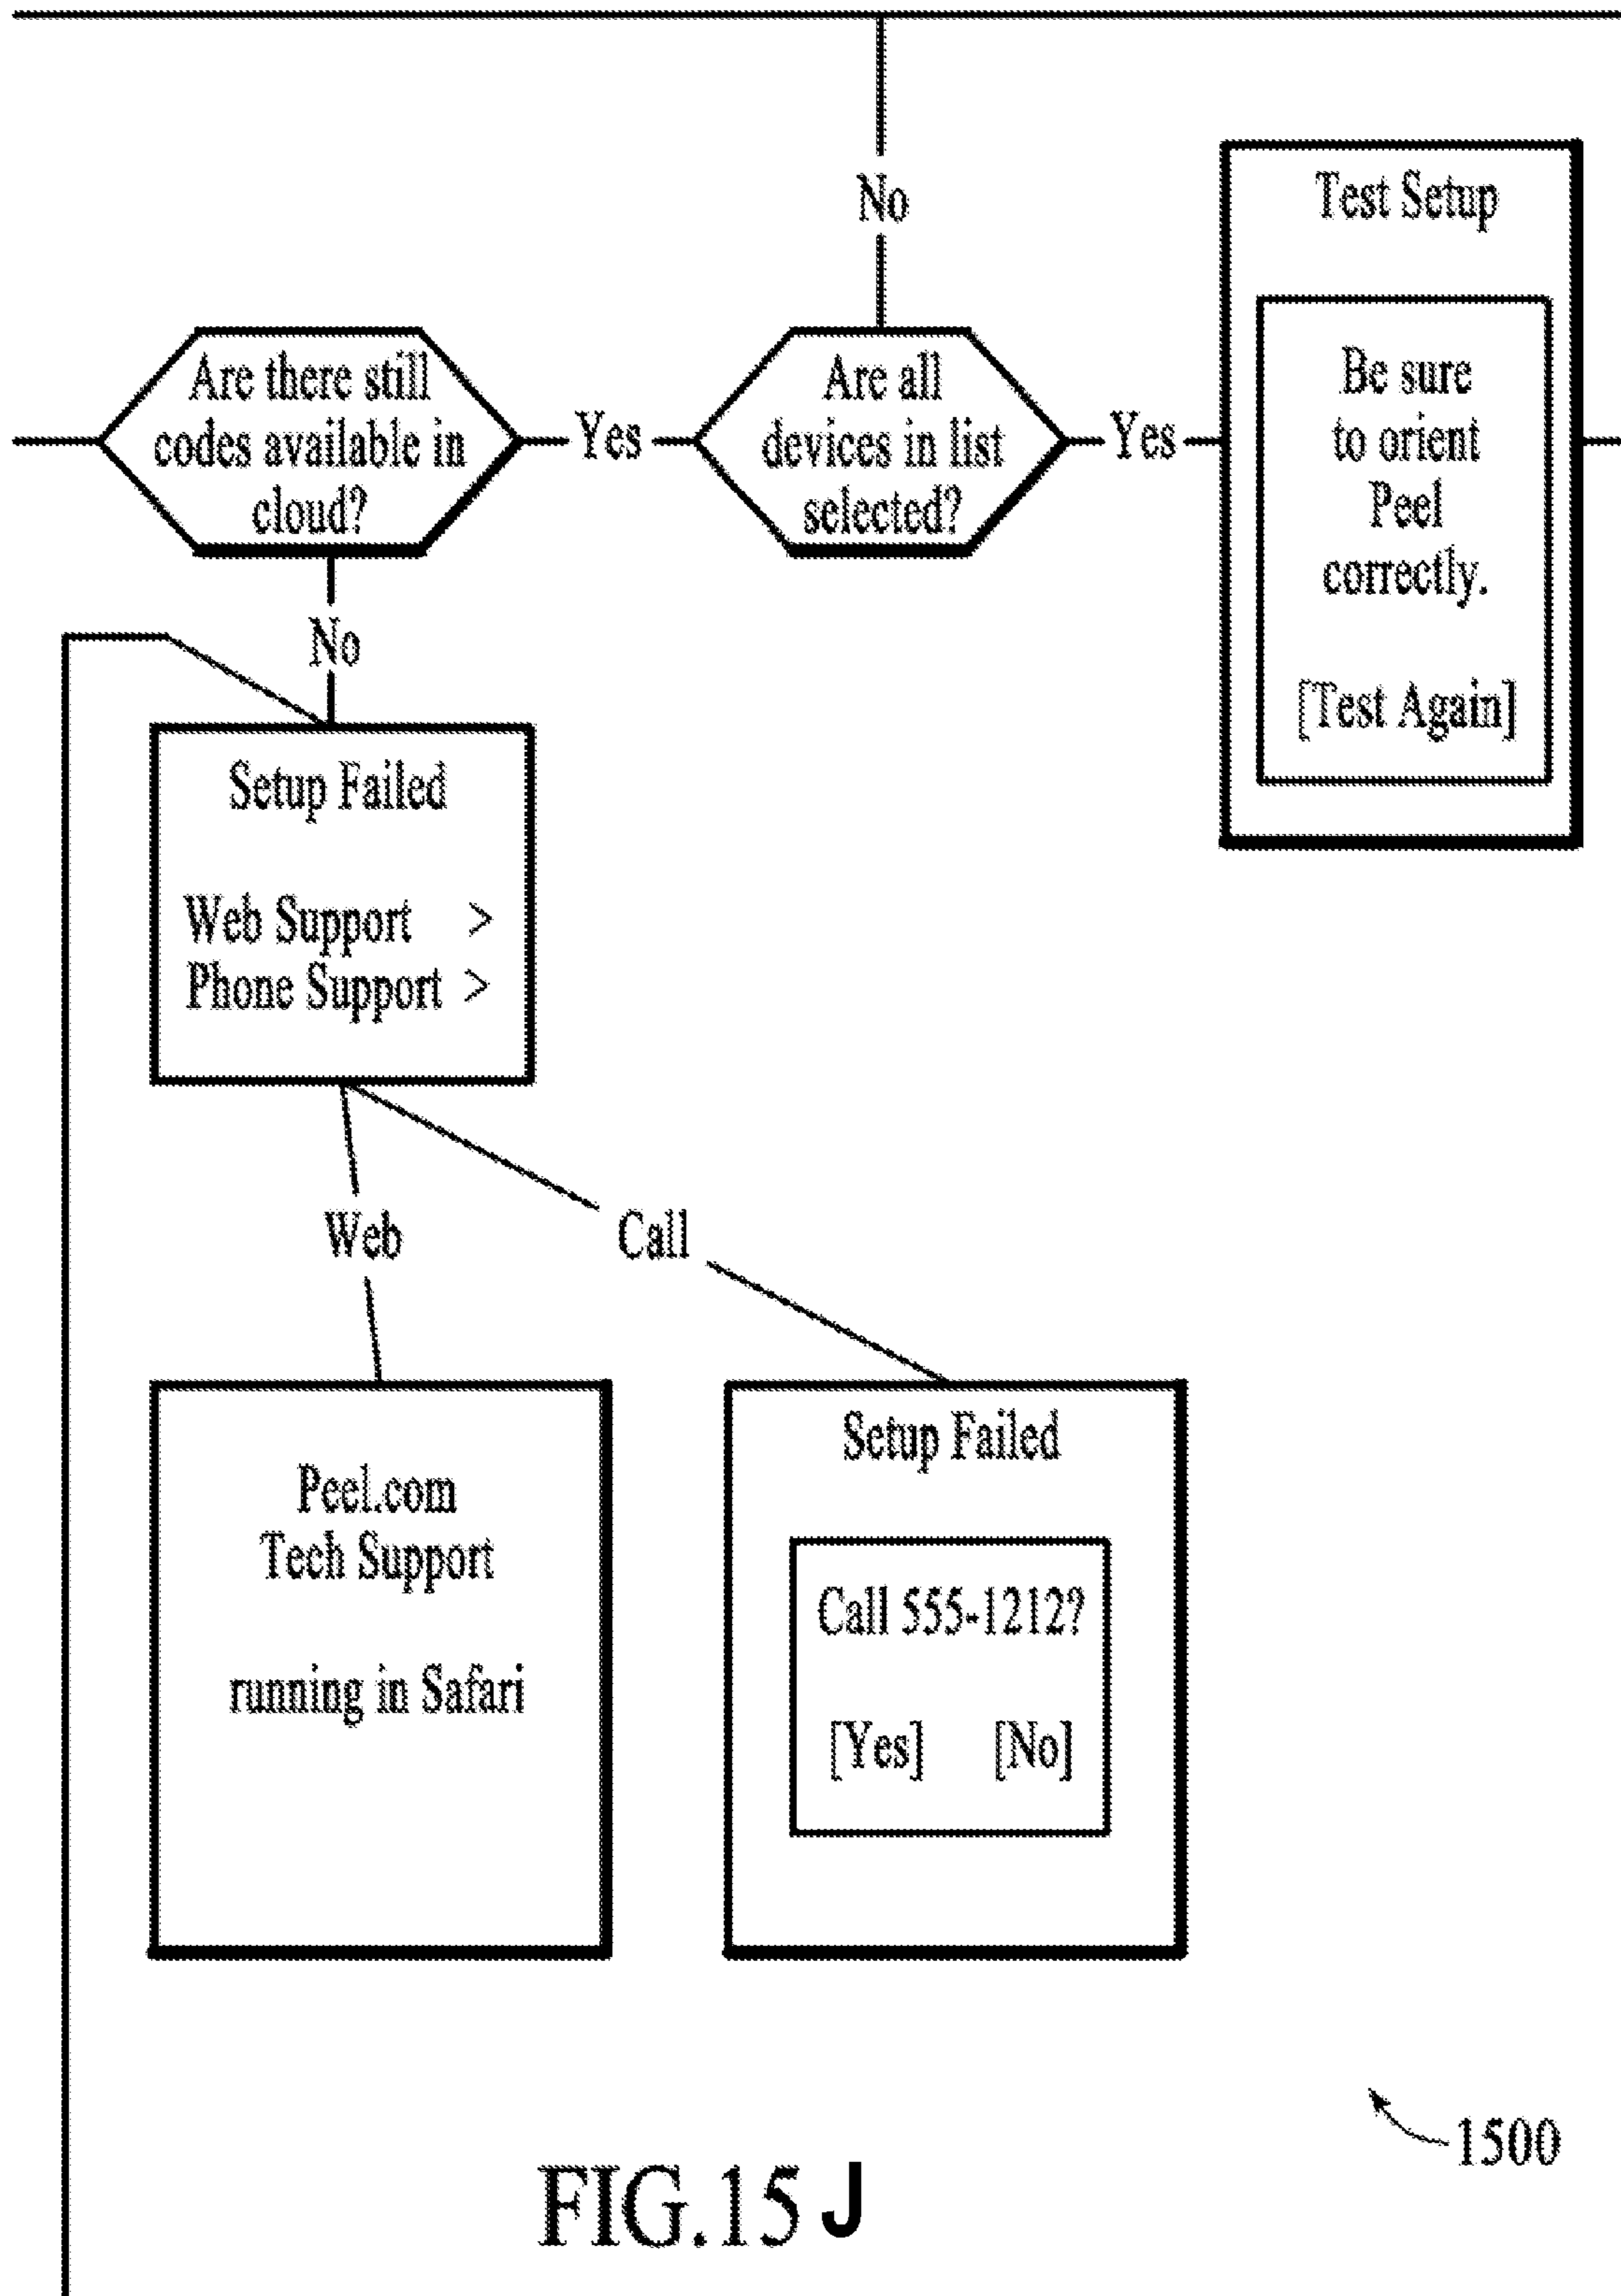 No
Test Setup
Be sure
to orient
Peel
correctly.
[Test Again]
Are there still
codes available in
cloud?
Yes
Are all
devices in list
selected?
Yes
No
Setup Failed
Web Support >
Phone Support >
Web
Call
Peel.com
Tech Support
running in Safari
Setup Failed
Call 555-1212?
[Yes] [No]
1500
FIG.15 J